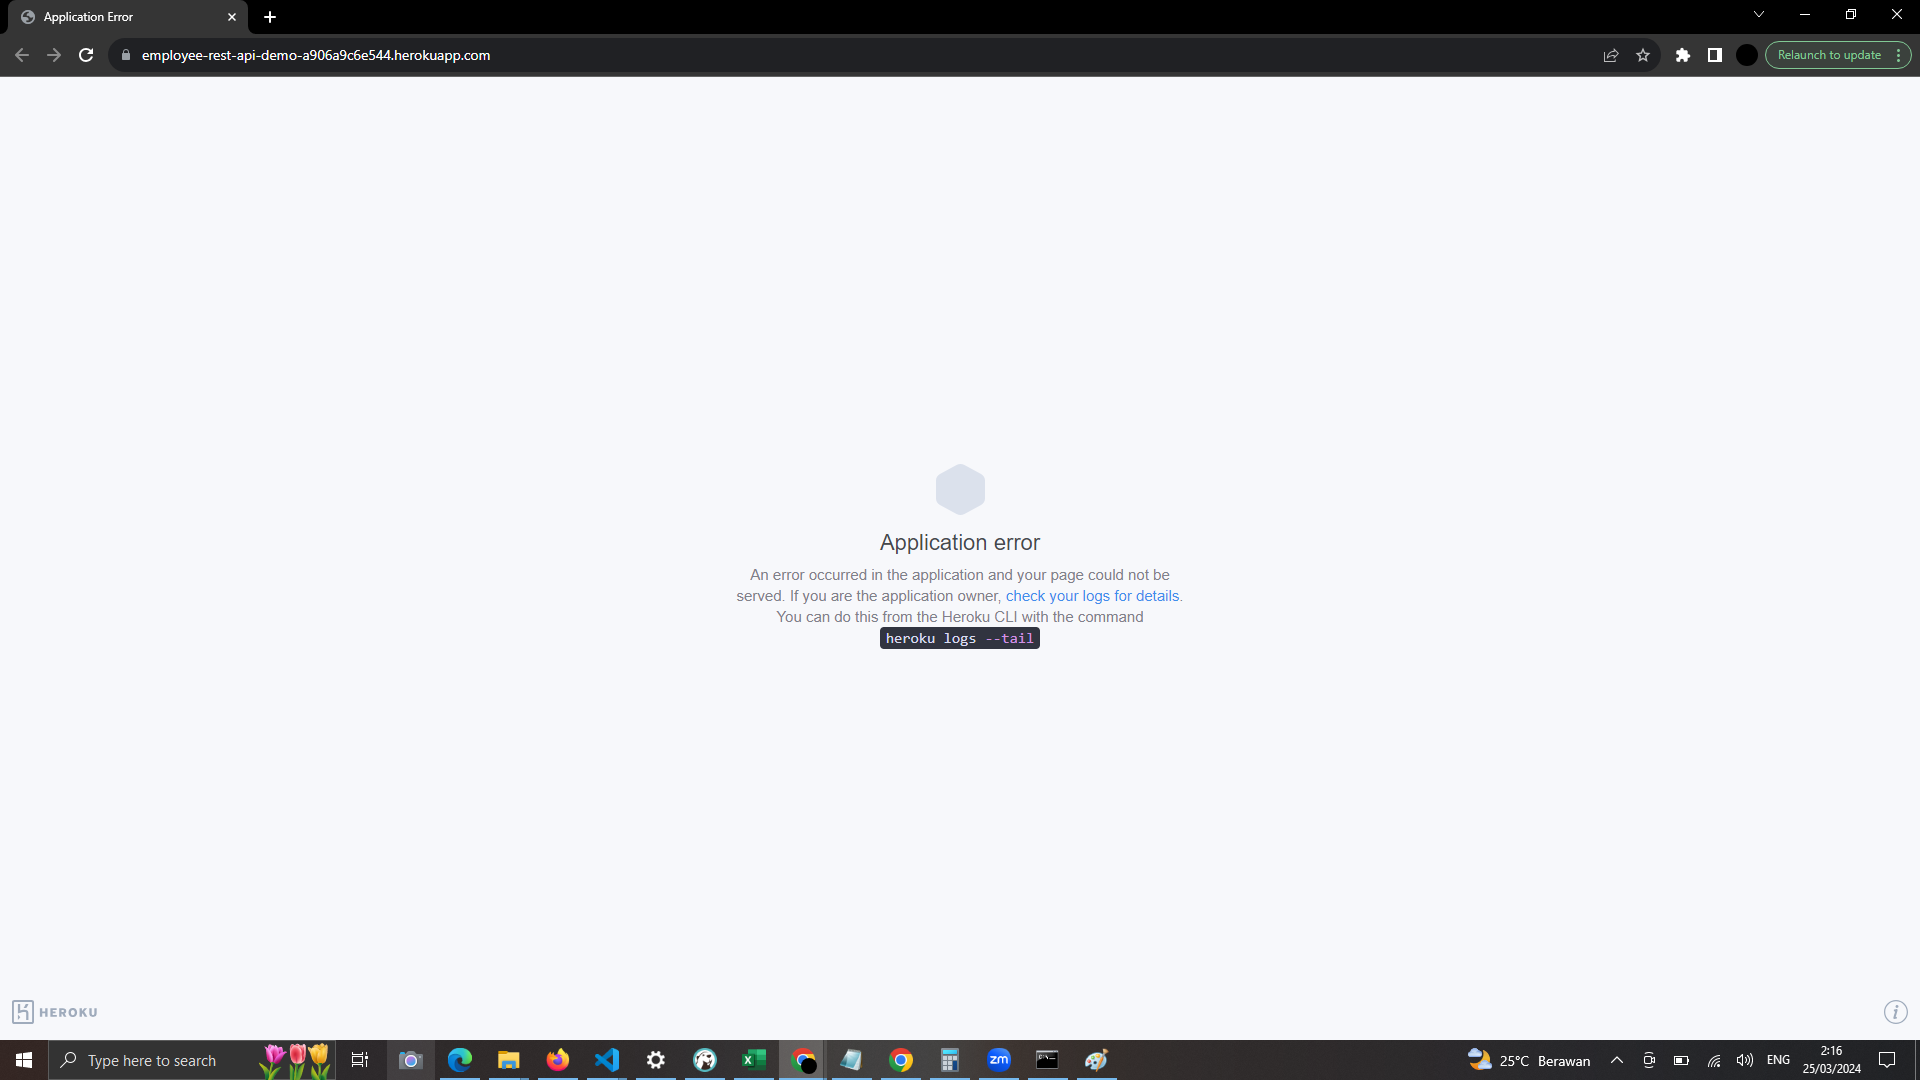 Application Error
employee-rest-api-demo-a906a9c6e544.herokuapp.com
Relaunch to update
Application error
An error occurred in the application and your page could not be
served. If you are the application owner, check your logs for details.
You can do this from the Heroku CLI with the command
heroku logs --tail
HEROKU
Type here to search
zm
25°C Berawan
ENG
2:16
25/03/2024